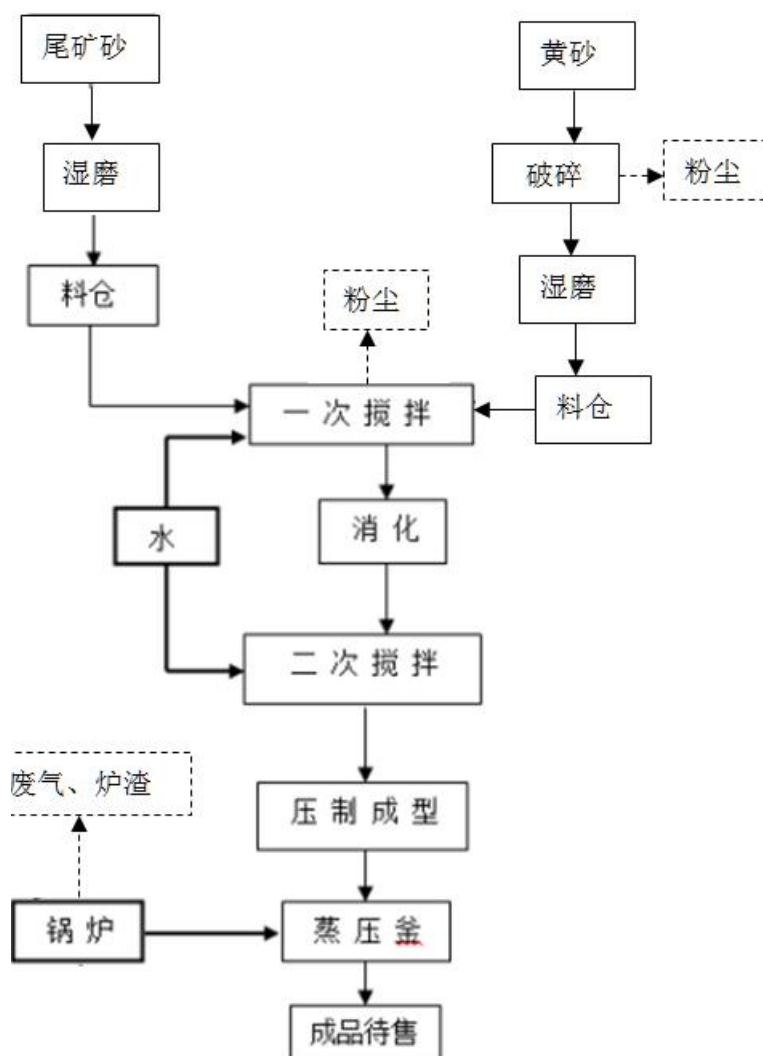 尾矿砂
黄砂
湿磨
破碎
粉尘
料仓
粉尘
湿磨
一次搅拌
料仓
水
消化
二次搅拌
废气、炉渣
压制成型
锅炉
蒸压釜
成品待售